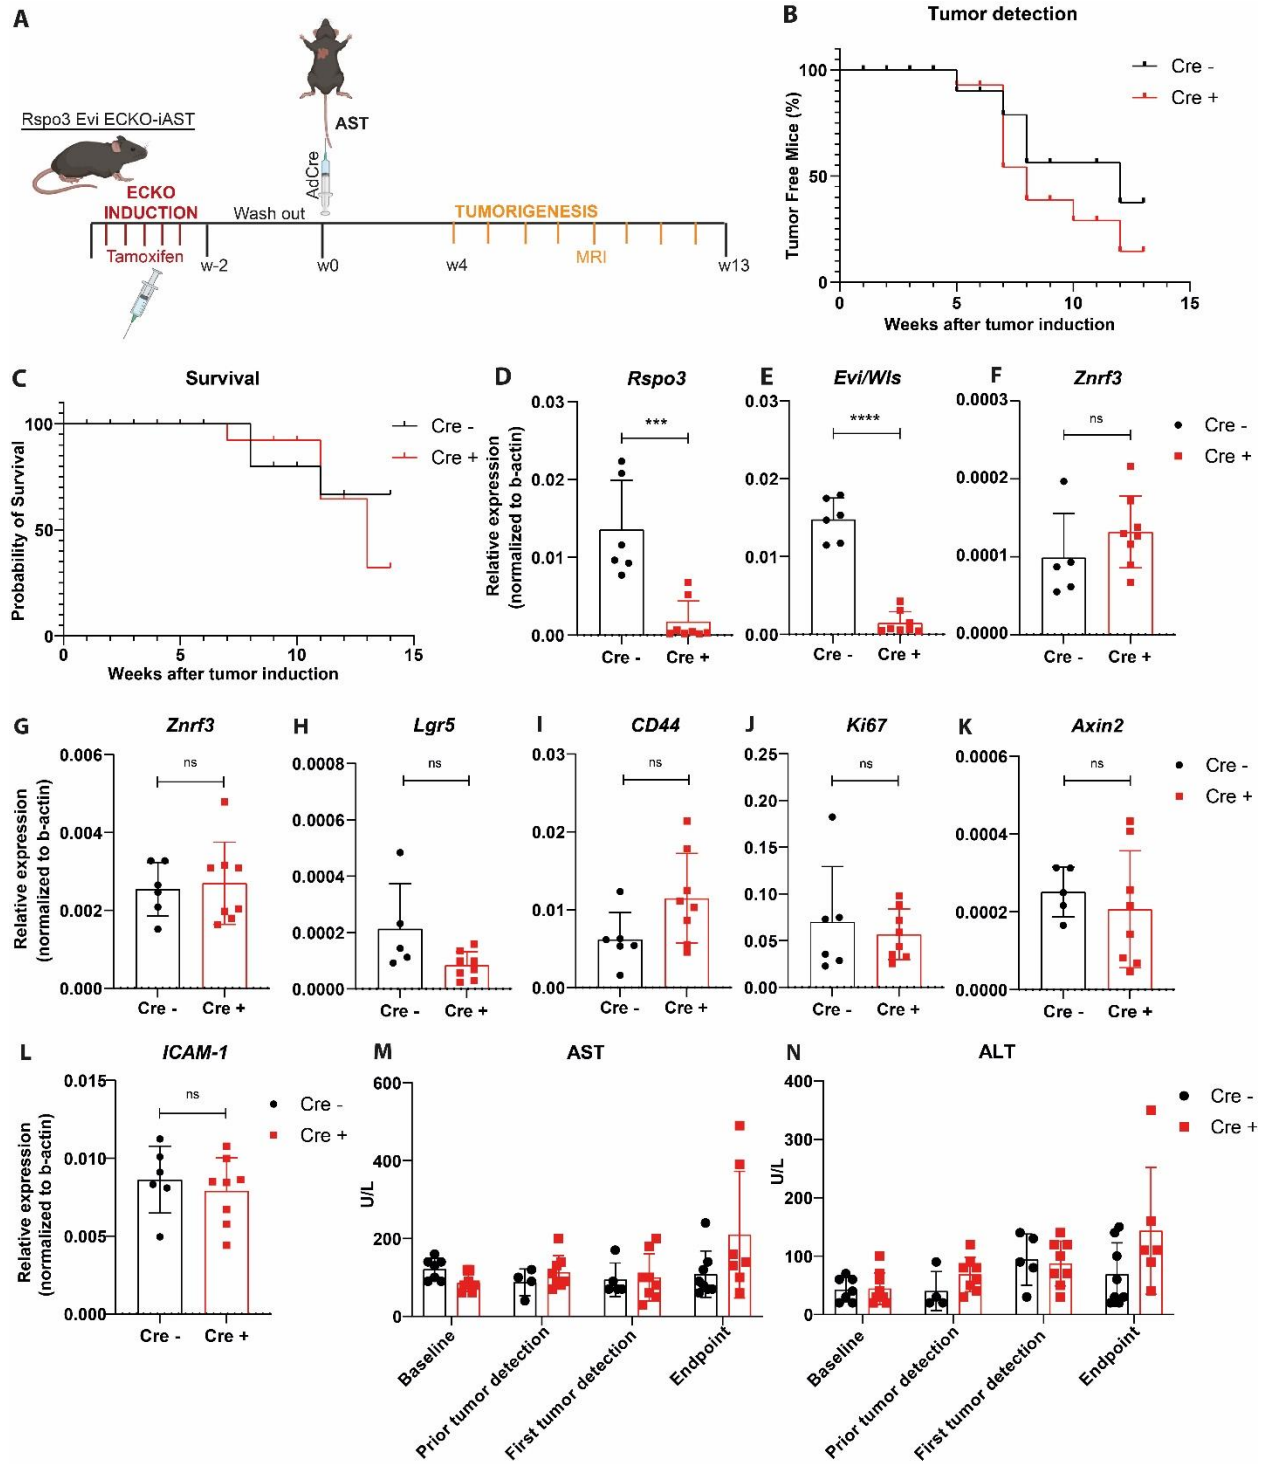 A
Rspo3 Evi ECKO-iAST
ECKO
INDUCTION
Tamoxifen
Wash out
AdCre
AST
TUMORIGENESIS
MRI
w-2
w0
w4
w13
B
Tumor detection
Tumor Free Mice (%)
100
50
0
0 5 10 15
Weeks after tumor induction
Cre -
Cre +
C
Survival
Probability of Survival
100
50
0
0 5 10 15
Weeks after tumor induction
Cre -
Cre +
D
Rspo3
Relative expression
(normalized to b-actin)
0.03
0.02
0.01
0.00
***
Cre - Cre +
E
Evi/Wls
0.03
0.02
0.01
0.00
****
Cre - Cre +
F
Znrf3
0.0003
0.0002
0.0001
0.0000
ns
Cre - Cre +
Cre -
Cre +
G
Znrf3
Relative expression
(normalized to b-actin)
0.006
0.004
0.002
0.000
ns
Cre - Cre +
H
Lgr5
0.0008
0.0006
0.0004
0.0002
0.0000
ns
Cre - Cre +
I
CD44
0.03
0.02
0.01
0.00
ns
Cre - Cre +
J
Ki67
0.25
0.20
0.15
0.10
0.05
0.00
ns
Cre - Cre +
K
Axin2
0.0006
0.0004
0.0002
0.0000
ns
Cre - Cre +
Cre -
Cre +
L
ICAM-1
Relative expression
(normalized to b-actin)
0.015
0.010
0.005
0.000
ns
Cre - Cre +
Cre -
Cre +
M
AST
U/L
600
400
200
0
Baseline
Prior tumor detection
First tumor detection
Endpoint
N
ALT
U/L
400
300
200
100
0
Baseline
Prior tumor detection
First tumor detection
Endpoint
Cre -
Cre +